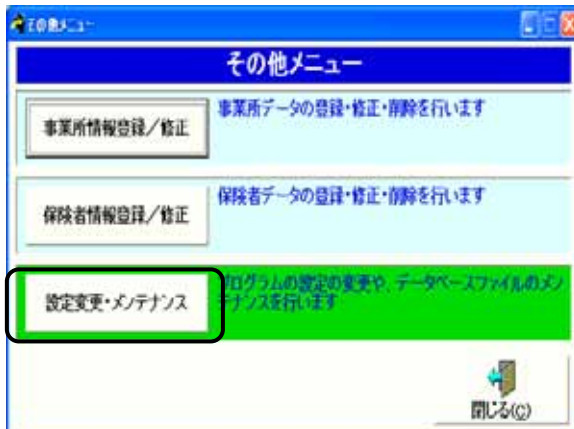 その他メニュー
その他メニュー
事業所情報登録／修正
事業所データの登録・修正・削除を行います
保険者情報登録／修正
保険者データの登録・修正・削除を行います
設定変更・メンテナンス
プログラムの設定の変更や、データベースファイルのメン
テナンスを行います
閉じる(C)